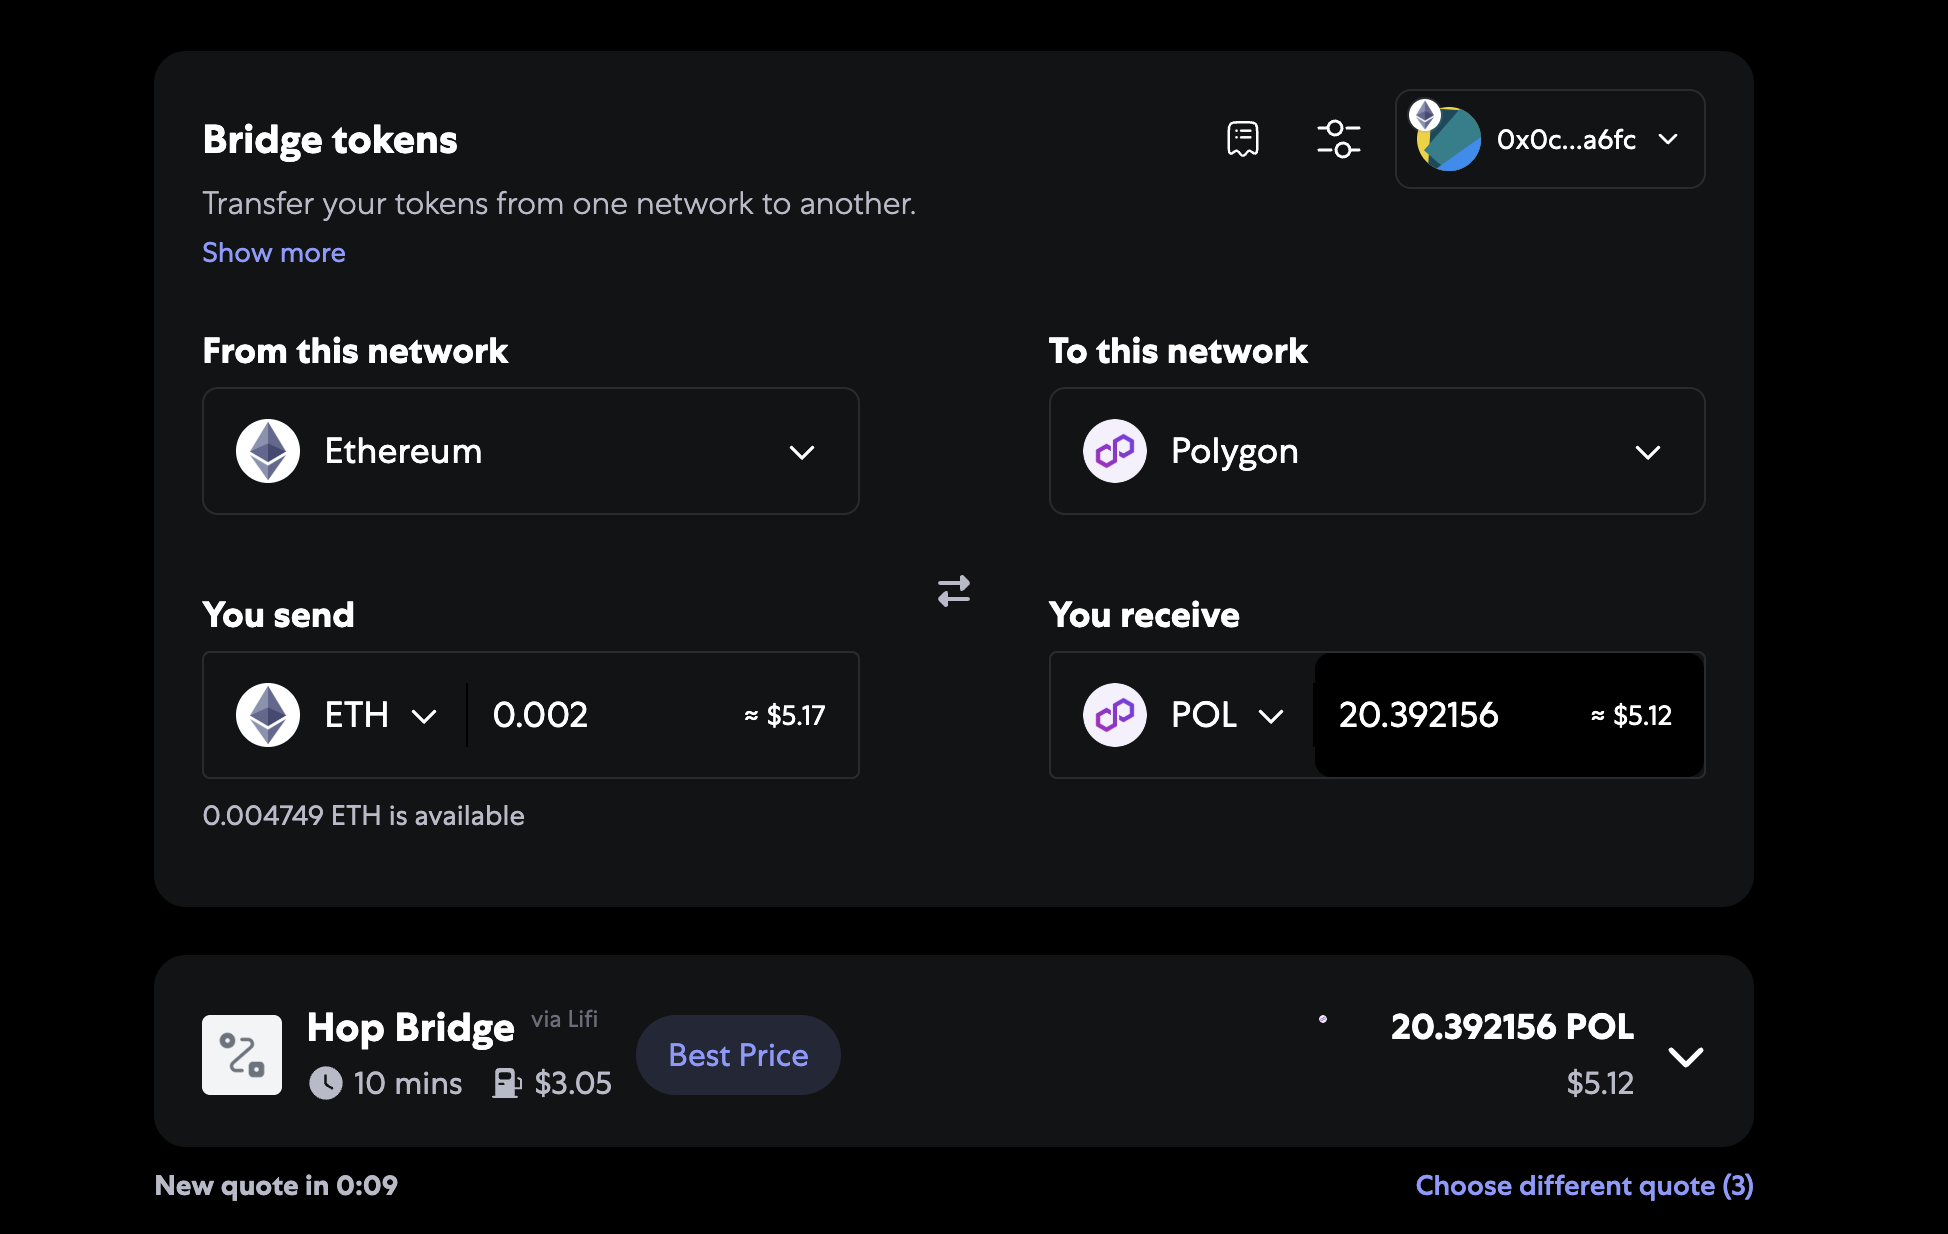 Bridge tokens
0x0c...a6fc
Transfer your tokens from one network to another.
Show more
From this network
To this network
Ethereum
Polygon
You send
You receive
ETH 0.002 ≈ $5.17
POL 20.392156 ≈ $5.12
0.004749 ETH is available
Hop Bridge via Lifi
Best Price
20.392156 POL
10 mins $3.05
$5.12
New quote in 0:09
Choose different quote (3)